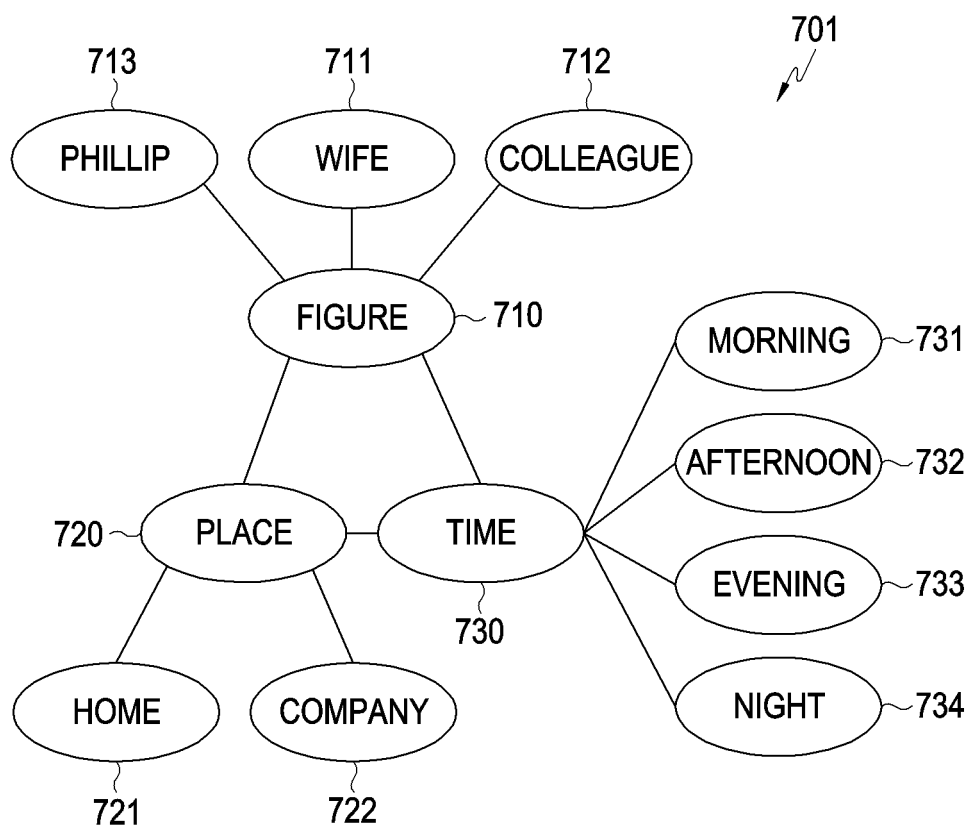 701
713
711
712
PHILLIP
WIFE
COLLEAGUE
FIGURE
710
MORNING
731
AFTERNOON
732
720
PLACE
TIME
730
EVENING
733
HOME
COMPANY
NIGHT
734
721
722